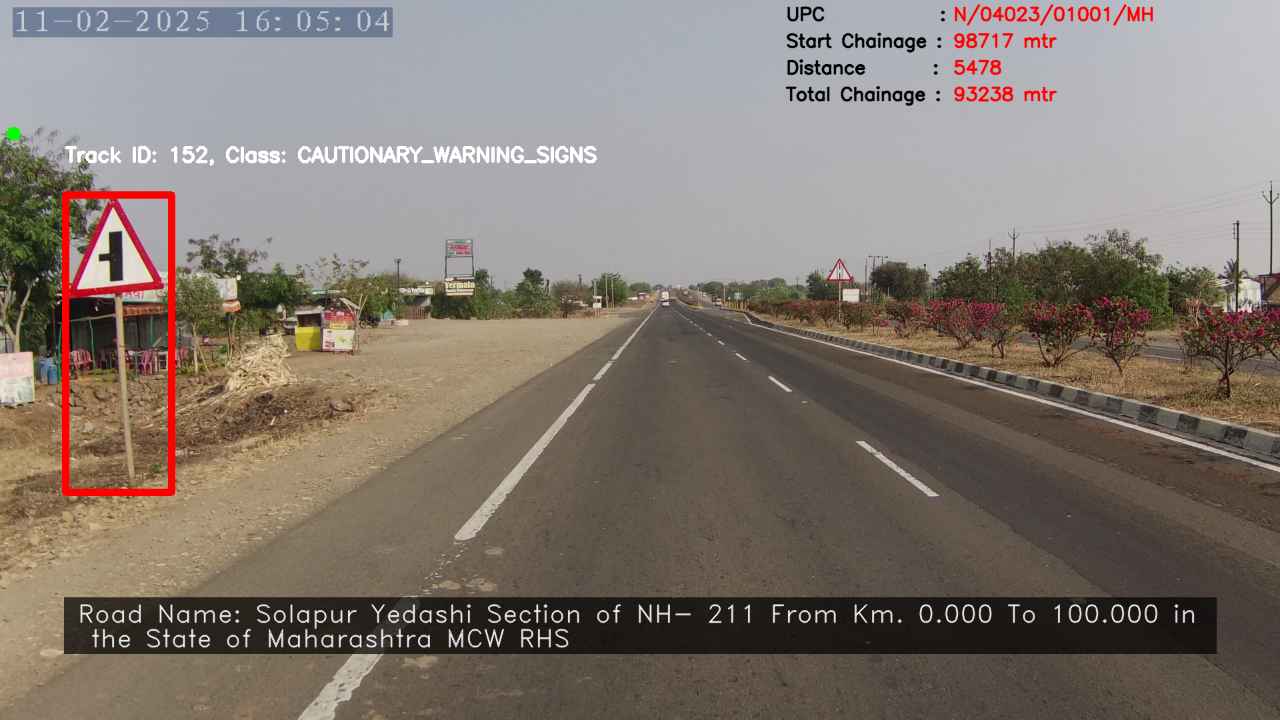 11-02-2025 16:05:04
UPC : N/04023/01001/MH
Start Chainage : 98717 mtr
Distance : 5478
Total Chainage : 93238 mtr
Track ID: 152, Class: CAUTIONARY_WARNING_SIGNS
Road Name: Solapur Yedashi Section of NH- 211 From Km. 0.000 To 100.000 in
the State of Maharashtra MCW RHS